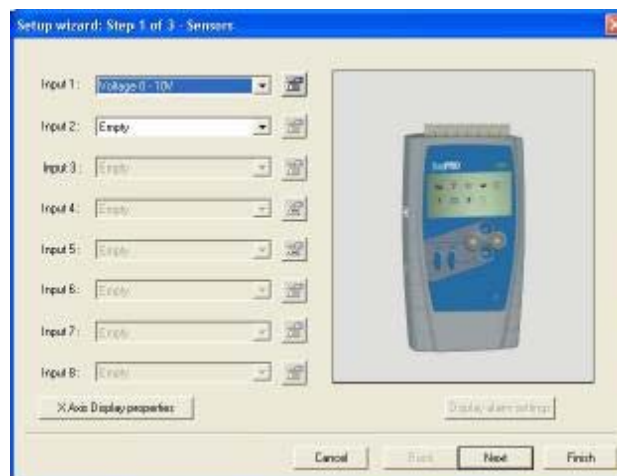 Setup wizard: Step 1 of 3 - Sensors
Input 1: Voltage 0 - 10V
Input 2: Empty
Input 3: Empty
Input 4: Empty
Input 5: Empty
Input 6: Empty
Input 7: Empty
Input 8: Empty
X Axis Display properties
Display alarm settings
Cancel Back Next Finish